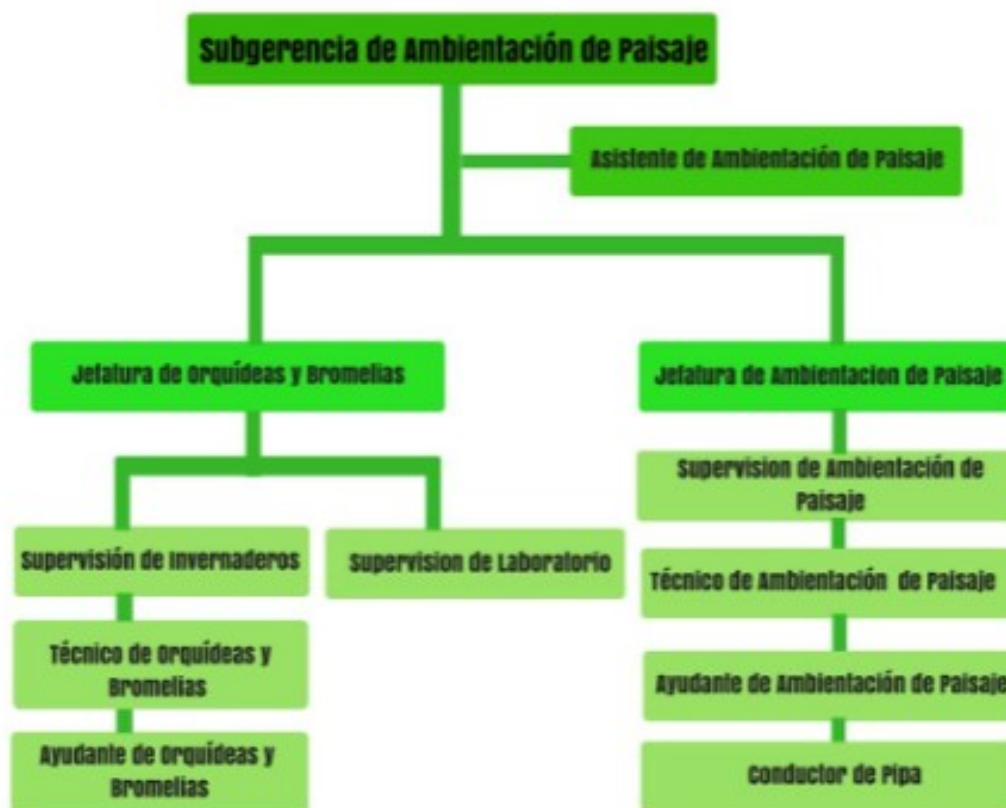 Subgerencia de Ambientación de Paisaje
Asistente de Ambientación de Paisaje
Jefatura de Orquídeas y Bromelias
Jefatura de Ambientacion de Paisaje
Supervision de Ambientación de
Paisaje
Supervisión de Invernaderos
Supervision de Laboratorio
Técnico de Ambientación de Paisaje
Técnico de Orquídeas y
Bromelias
Ayudante de Ambientación de Paisaje
Ayudante de Orquídeas y
Bromelias
Conductor de Pipa